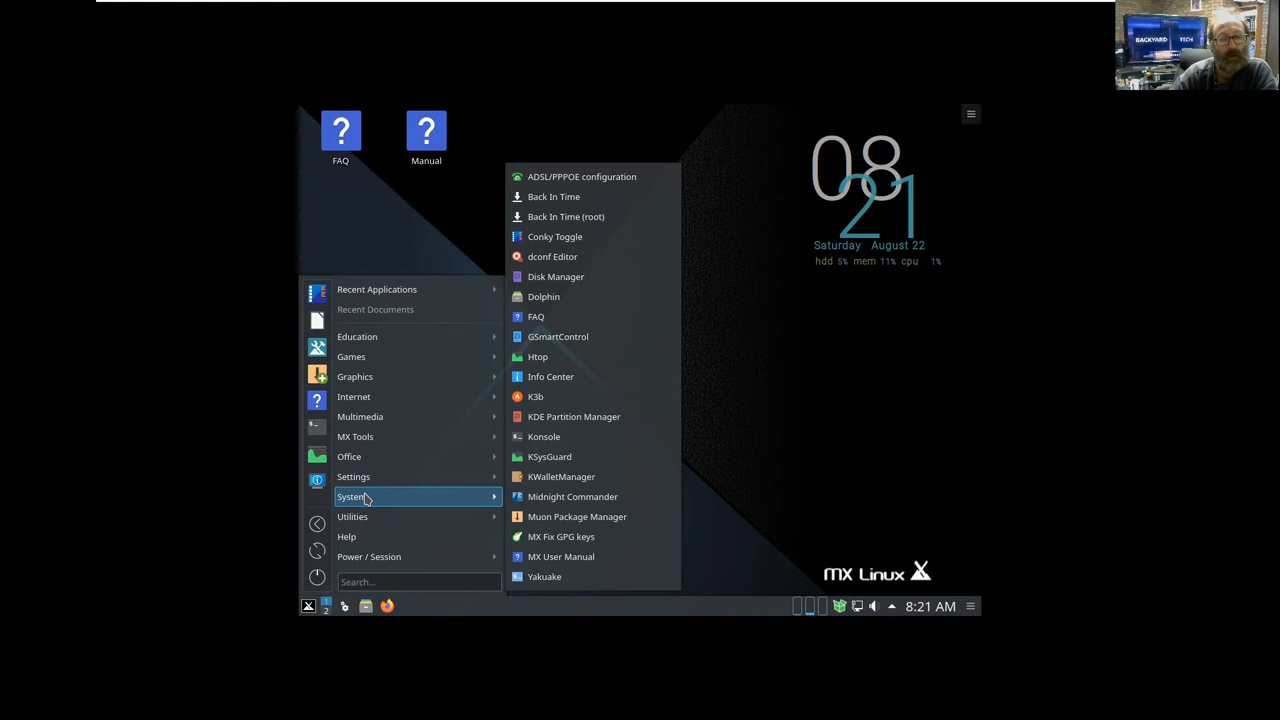 BACKYARD TECH
FAQ
Manual
08
21
Saturday August 22
hdd 5% mem 11% cpu 1%
ADSL/PPPOE configuration
Back In Time
Back In Time (root)
Conky Toggle
dconf Editor
Disk Manager
Dolphin
FAQ
GSmartControl
Htop
Info Center
K3b
KDE Partition Manager
Konsole
KSysGuard
KWalletManager
Midnight Commander
Muon Package Manager
MX Fix GPG keys
MX User Manual
Yakuake
Recent Applications
Recent Documents
Education
Games
Graphics
Internet
Multimedia
MX Tools
Office
Settings
System
Utilities
Help
Power / Session
Search...
MX Linux
1
2
8:21 AM